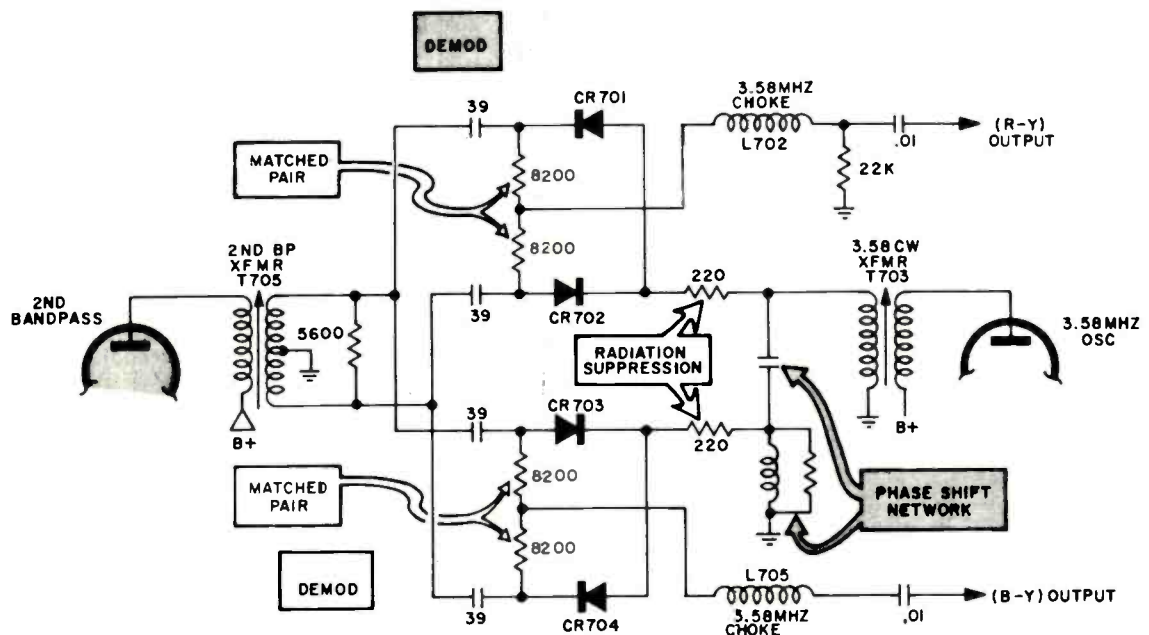 DEMOD
39
CR701
3.58MHZ
CHOKE
L702
.01
(R-Y)
OUTPUT
MATCHED
PAIR
8200
22K
8200
2ND BP
XFMR
T705
3.58CW
XFMR
T703
2ND
BANDPASS
5600
39
CR702
220
3.58MHZ
OSC
RADIATION
SUPPRESSION
B+
39
CR703
220
B+
MATCHED
PAIR
8200
PHASE SHIFT
NETWORK
8200
DEMOD
39
CR704
L705
3.58MHZ
CHOKE
.01
(B-Y) OUTPUT